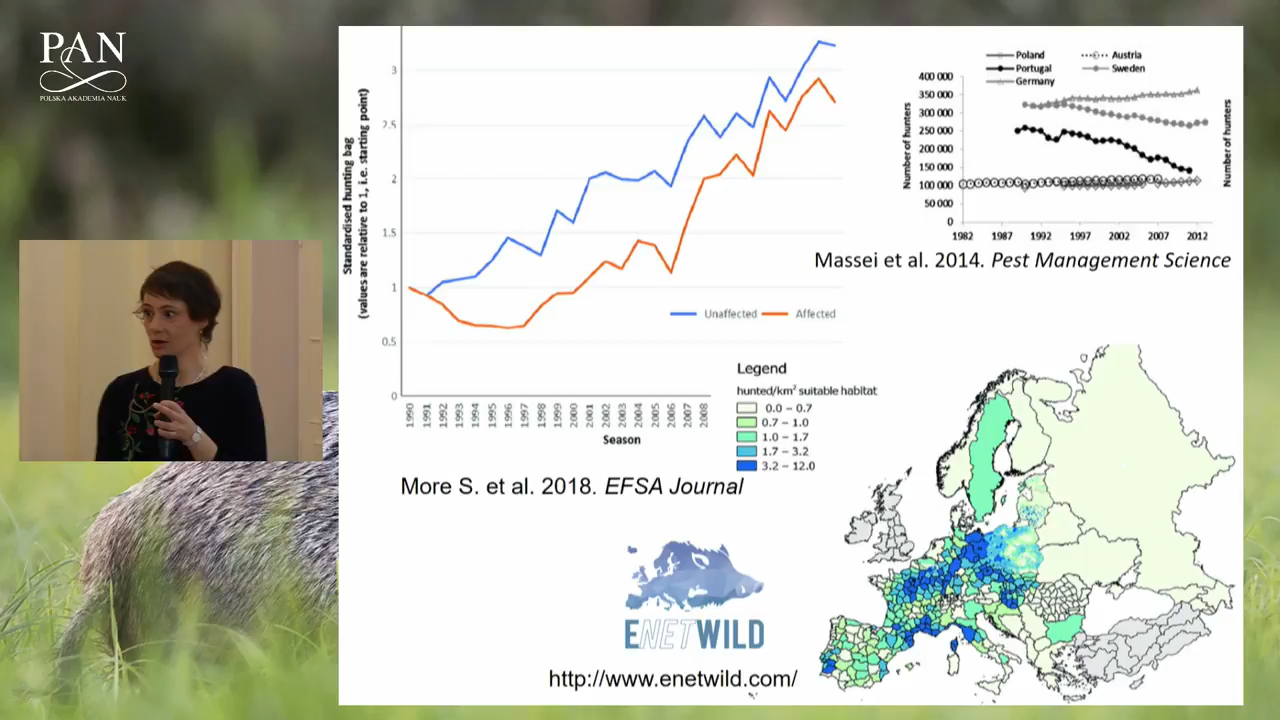 PAN
POLSKA AKADEMIA NAUK
Standardised hunting bag
(values are relative to 1, i.e. starting point)
3
2.5
2
1.5
1
0.5
0
Unaffected
Affected
1990
1991
1992
1993
1994
1995
1996
1997
1998
1999
2000
2001
2002
2003
2004
2005
2006
2007
2008
Season
More S. et al. 2018. EFSA Journal
Poland
Austria
Portugal
Sweden
Germany
Number of hunters
400 000
350 000
300 000
250 000
200 000
150 000
100 000
50 000
0
1982
1987
1992
1997
2002
2007
2012
Number of hunters
Massei et al. 2014. Pest Management Science
Legend
hunted/km² suitable habitat
0.0 – 0.7
0.7 – 1.0
1.0 – 1.7
1.7 – 3.2
3.2 – 12.0
ENETWILD
http://www.enetwild.com/